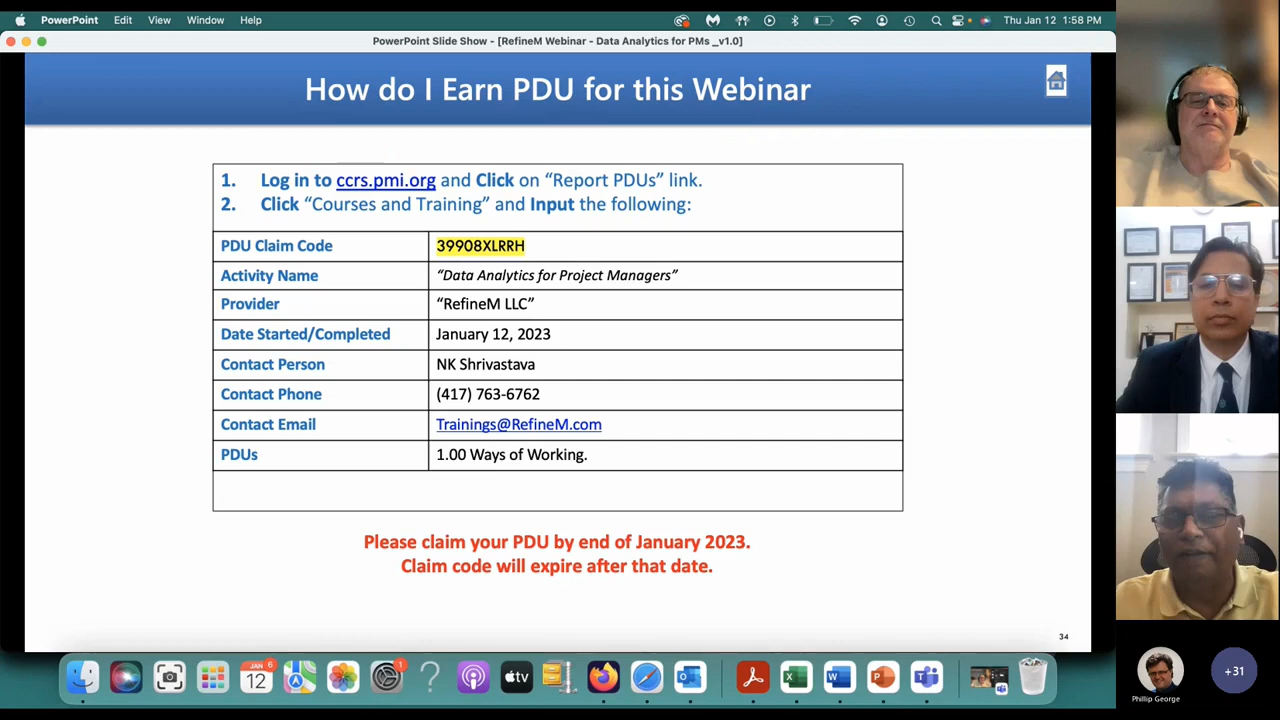 PowerPoint Edit View Window Help Thu Jan 12 1:58 PM
PowerPoint Slide Show - [RefineM Webinar - Data Analytics for PMs _v1.0]
How do I Earn PDU for this Webinar
1. Log in to ccrs.pmi.org and Click on “Report PDUs” link.
2. Click “Courses and Training” and Input the following:
PDU Claim Code 39908XLRRH
Activity Name “Data Analytics for Project Managers”
Provider “RefineM LLC”
Date Started/Completed January 12, 2023
Contact Person NK Shrivastava
Contact Phone (417) 763-6762
Contact Email Trainings@RefineM.com
PDUs 1.00 Ways of Working.
Please claim your PDU by end of January 2023.
Claim code will expire after that date.
34
JAN 6
12
1
tv
Phillip George
+31